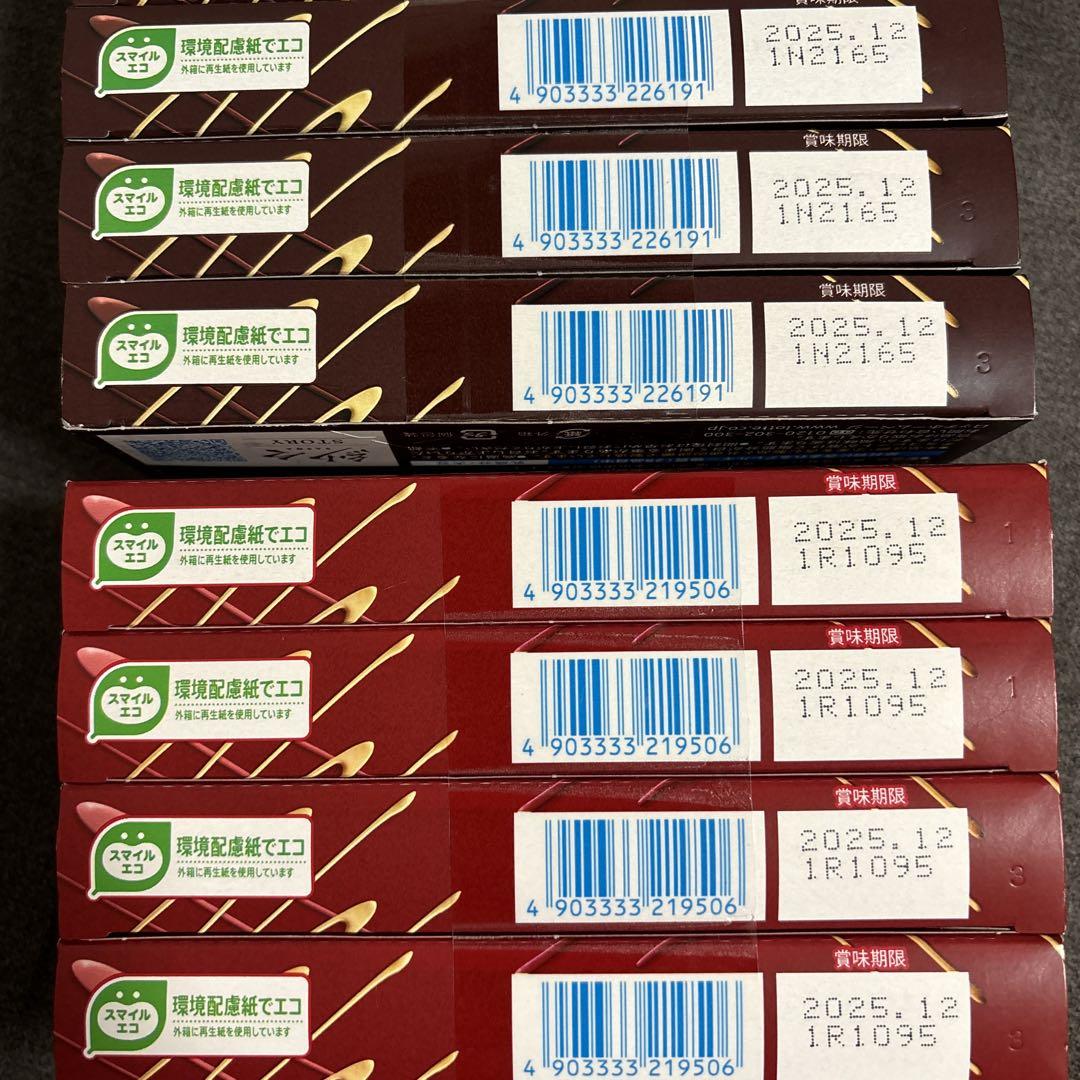 スマイル
エコ
環境配慮紙でエコ
外箱に再生紙を使用しています
4 903333 226191
賞味期限
2025.12
1N2165
スマイル
エコ
環境配慮紙でエコ
外箱に再生紙を使用しています
4 903333 226191
賞味期限
2025.12
1N2165
3
スマイル
エコ
環境配慮紙でエコ
外箱に再生紙を使用しています
4 903333 226191
賞味期限
2025.12
1N2165
3
STORY
www.lotte.co.jp
スマイル
エコ
環境配慮紙でエコ
外箱に再生紙を使用しています
4 903333 219506
賞味期限
2025.12
1R1095
1
スマイル
エコ
環境配慮紙でエコ
外箱に再生紙を使用しています
4 903333 219506
賞味期限
2025.12
1R1095
1
スマイル
エコ
環境配慮紙でエコ
外箱に再生紙を使用しています
4 903333 219506
賞味期限
2025.12
1R1095
3
スマイル
エコ
環境配慮紙でエコ
外箱に再生紙を使用しています
4 903333 219506
賞味期限
2025.12
1R1095
3